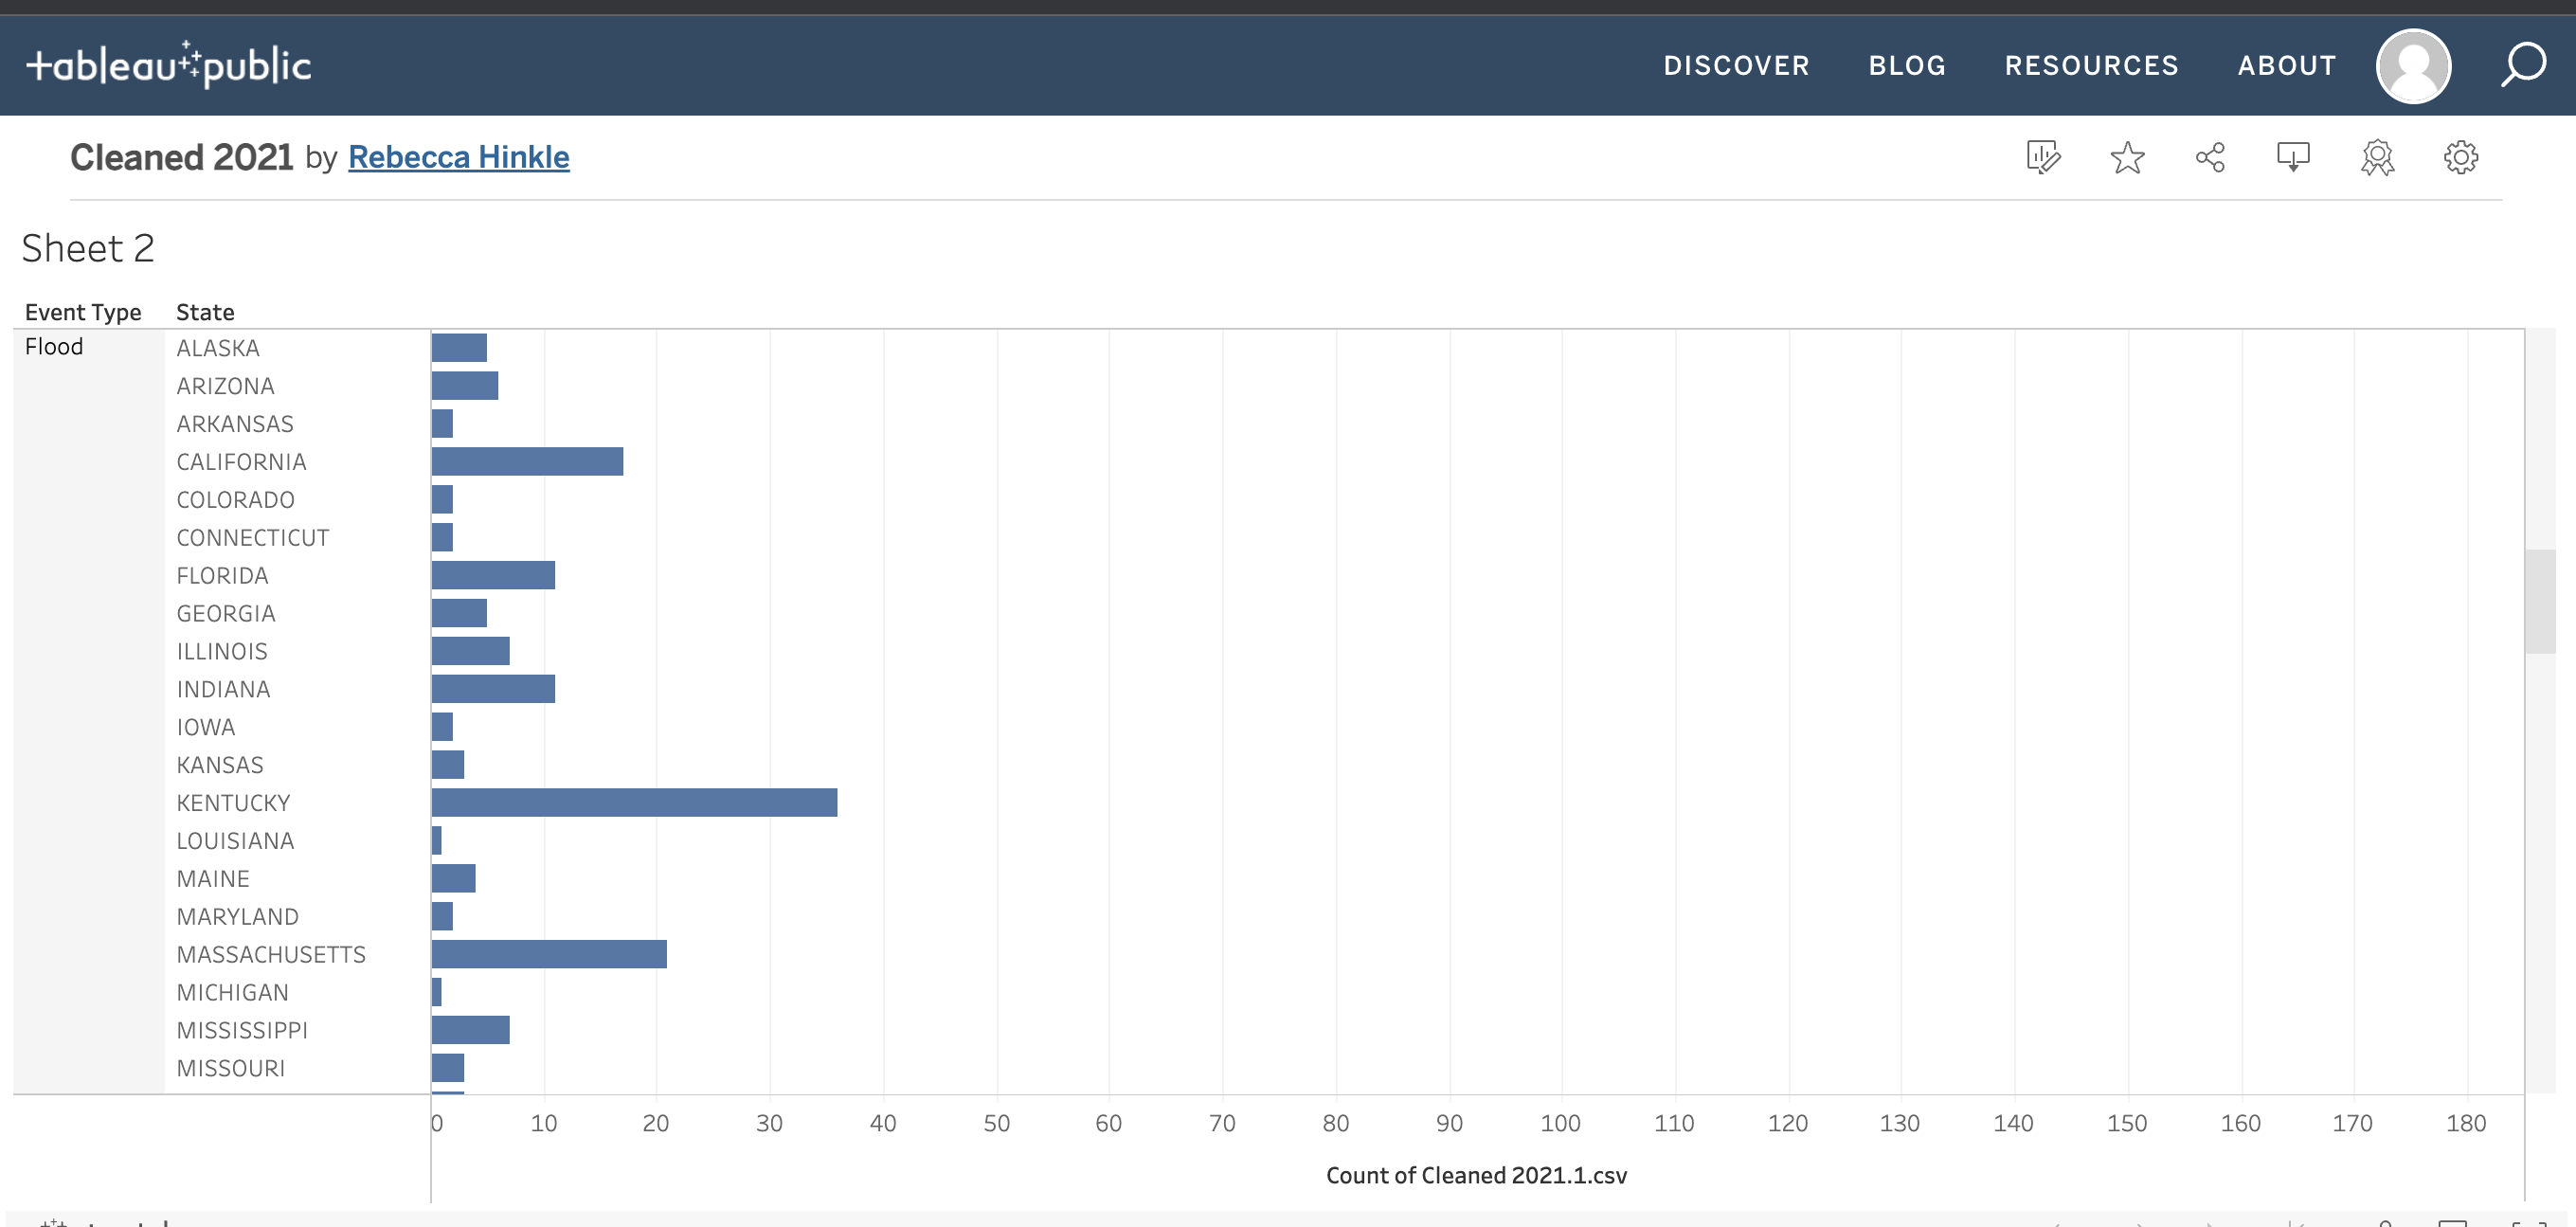 tableau public
DISCOVER BLOG RESOURCES ABOUT
Cleaned 2021 by Rebecca Hinkle
Sheet 2
Event Type State
Flood ALASKA
ARIZONA
ARKANSAS
CALIFORNIA
COLORADO
CONNECTICUT
FLORIDA
GEORGIA
ILLINOIS
INDIANA
IOWA
KANSAS
KENTUCKY
LOUISIANA
MAINE
MARYLAND
MASSACHUSETTS
MICHIGAN
MISSISSIPPI
MISSOURI
0 10 20 30 40 50 60 70 80 90 100 110 120 130 140 150 160 170 180
Count of Cleaned 2021.1.csv